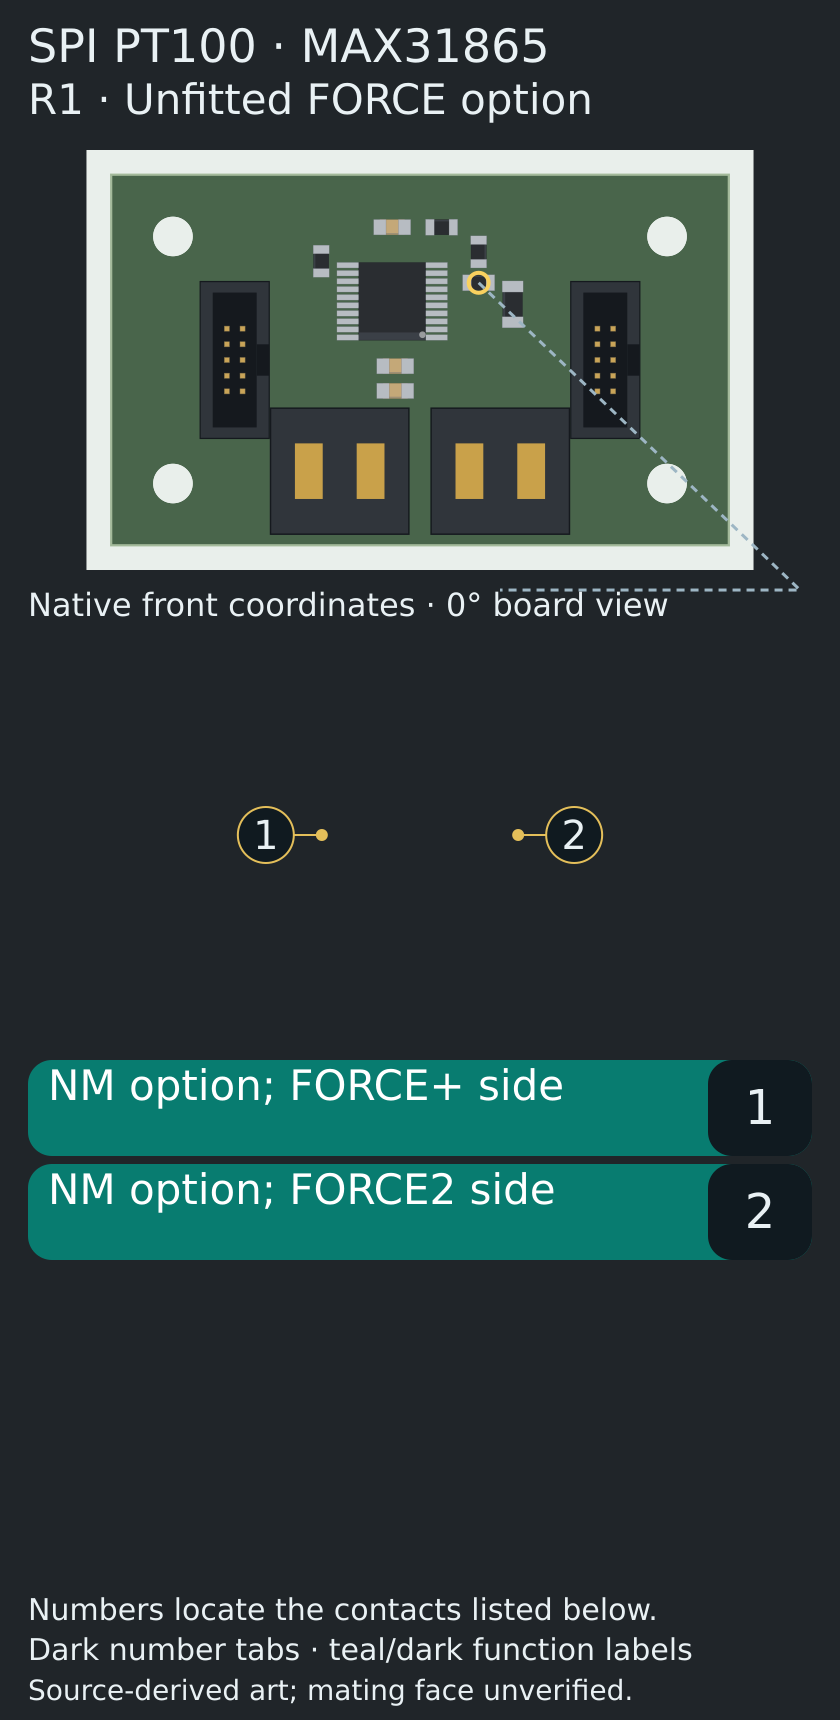 SPI PT100 · MAX31865
R1 · Unfitted FORCE option
Native front coordinates · 0° board view
1
2
NM option; FORCE+ side
1
NM option; FORCE2 side
2
Numbers locate the contacts listed below.
Dark number tabs · teal/dark function labels
Source-derived art; mating face unverified.